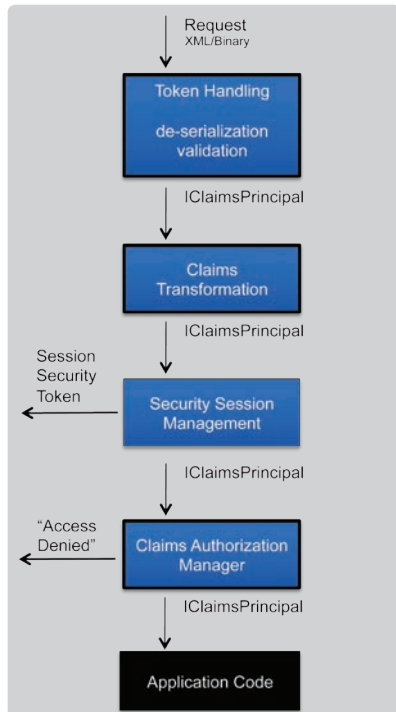 Request
XML/Binary
Token Handling
de-serialization
validation
IClaimsPrincipal
Claims
Transformation
IClaimsPrincipal
Session
Security
Token
Security Session
Management
IClaimsPrincipal
"Access
Denied"
Claims Authorization
Manager
IClaimsPrincipal
Application Code